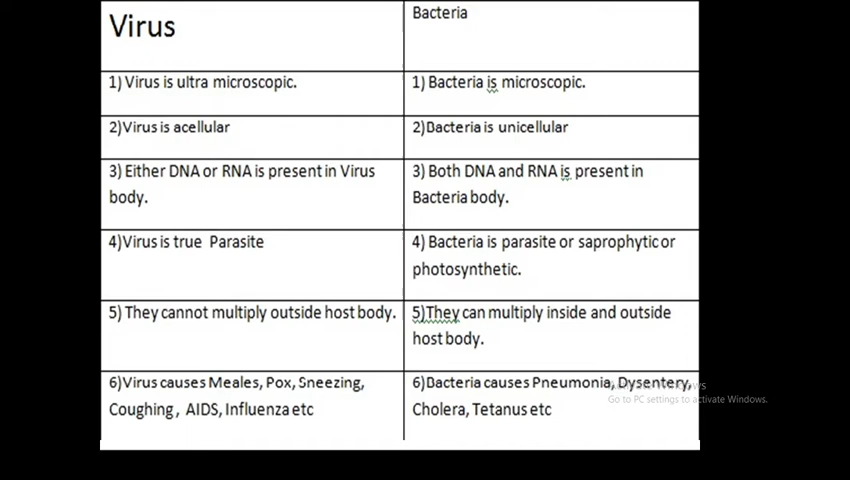 Virus
Bacteria
1) Virus is ultra microscopic.
1) Bacteria is microscopic.
2)Virus is acellular
2)Bacteria is unicellular
3) Either DNA or RNA is present in Virus
body.
3) Both DNA and RNA is present in
Bacteria body.
4)Virus is true Parasite
4) Bacteria is parasite or saprophytic or
photosynthetic.
5) They cannot multiply outside host body.
5)They can multiply inside and outside
host body.
6)Virus causes Meales, Pox, Sneezing,
Coughing, AIDS, Influenza etc
6)Bacteria causes Pneumonia, Dysentery,
Cholera, Tetanus etc
Activate Windows
Go to PC settings to activate Windows.